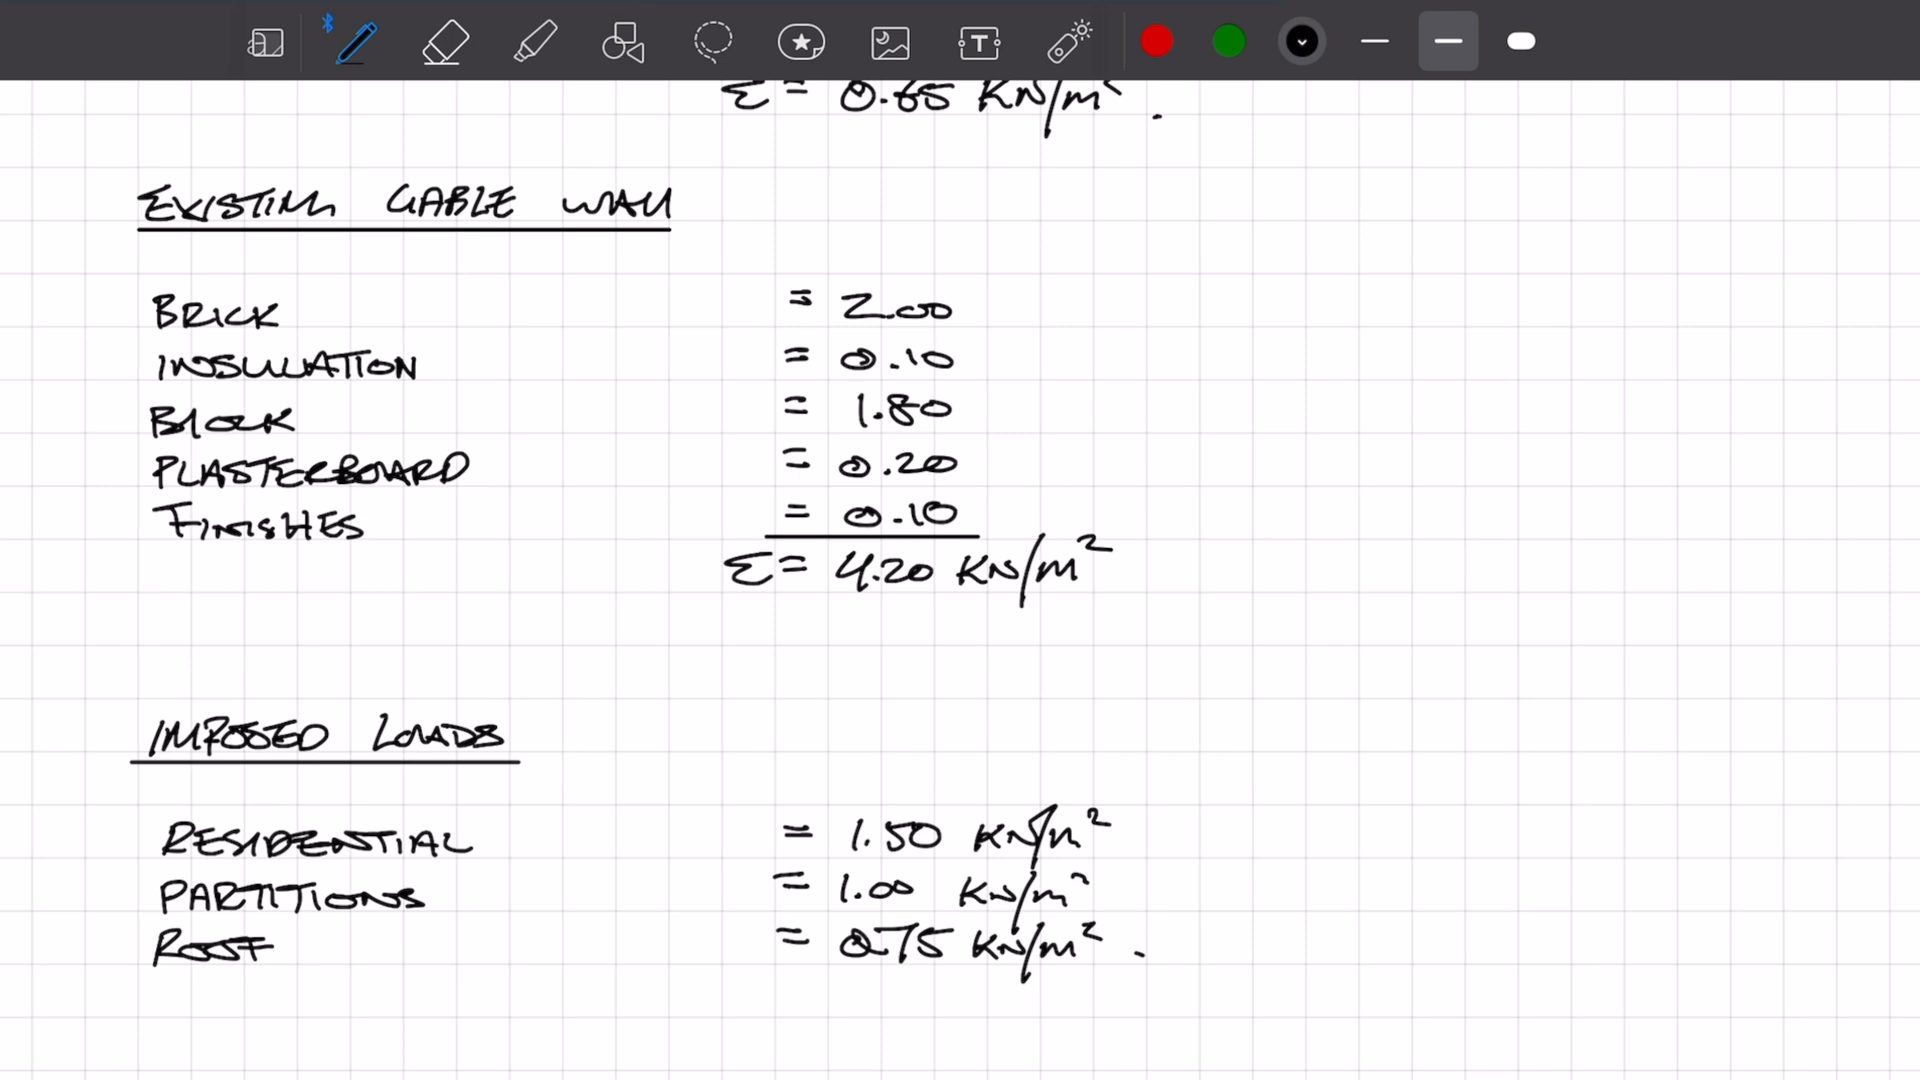 Σ = 0.65 KN/m².
EXISTING GABLE WALL
BRICK = 2.00
INSULATION = 0.10
BLOCK = 1.80
PLASTERBOARD = 0.20
FINISHES = 0.10
Σ = 4.20 KN/m²
IMPOSED LOADS
RESIDENTIAL = 1.50 KN/m²
PARTITIONS = 1.00 KN/m²
ROOF = 0.75 KN/m².